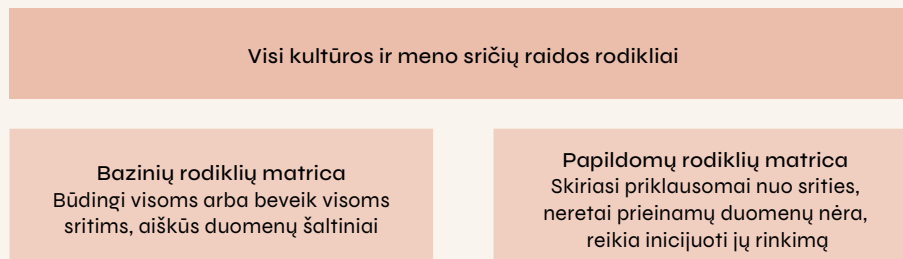 Visi kultūros ir meno sričių raidos rodikliai
Bazinių rodiklių matrica
Būdingi visoms arba beveik visoms
sritims, aiškūs duomenų šaltiniai
Papildomų rodiklių matrica
Skiriasi priklausomai nuo srities,
neretai prieinamų duomenų nėra,
reikia inicijuoti jų rinkimą